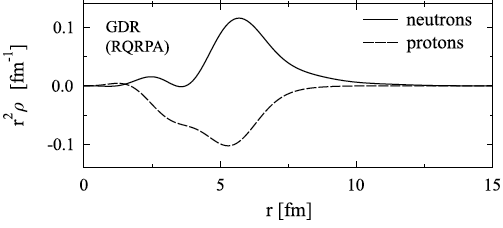 0.1
0.0
-0.1
r² ρ [fm⁻¹]
GDR
(RQRPA)
neutrons
protons
0
5
10
15
r [fm]